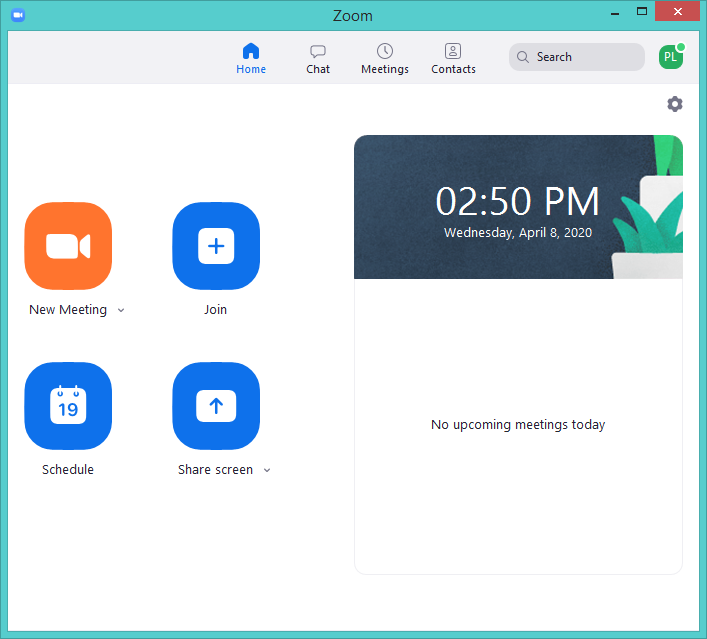 Zoom
Home
Chat
Meetings
Contacts
Search
PL
02:50 PM
Wednesday, April 8, 2020
New Meeting
Join
19
Schedule
Share screen
No upcoming meetings today